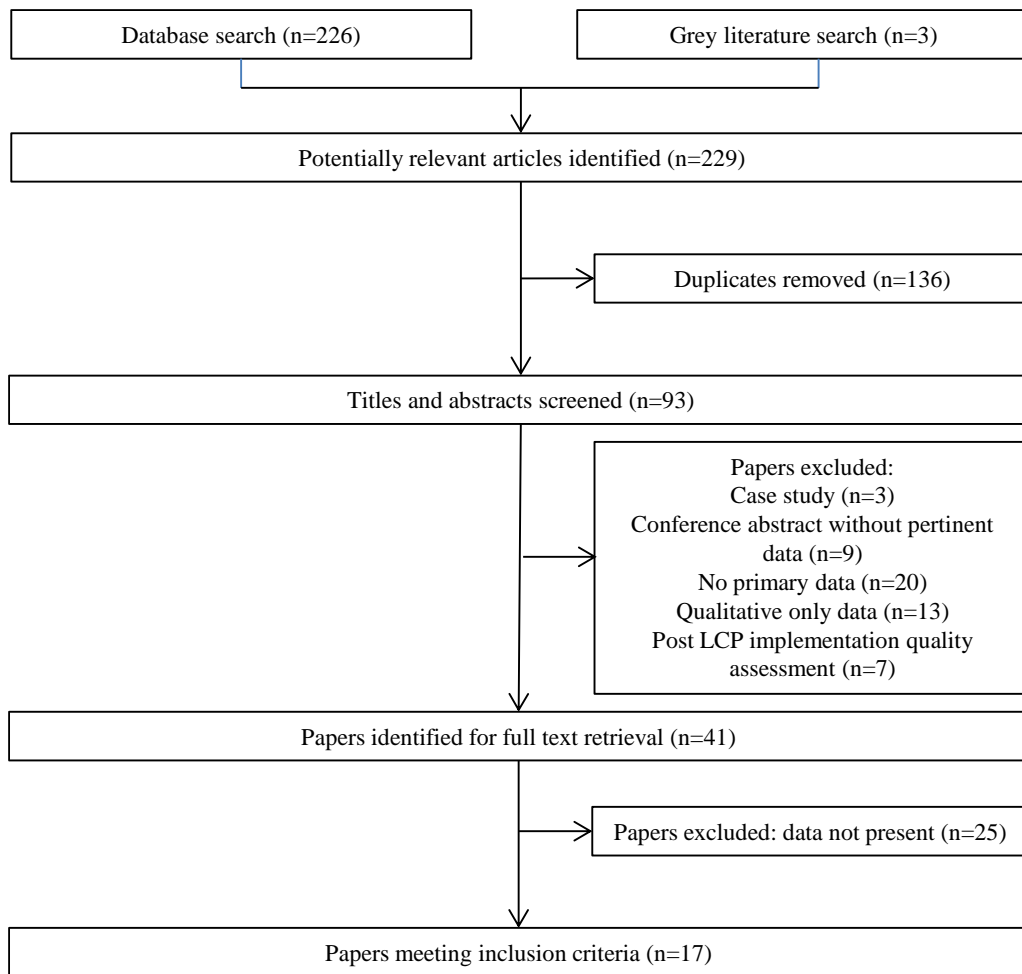 Database search (n=226)
Grey literature search (n=3)
Potentially relevant articles identified (n=229)
Duplicates removed (n=136)
Titles and abstracts screened (n=93)
Papers excluded:
Case study (n=3)
Conference abstract without pertinent
data (n=9)
No primary data (n=20)
Qualitative only data (n=13)
Post LCP implementation quality
assessment (n=7)
Papers identified for full text retrieval (n=41)
Papers excluded: data not present (n=25)
Papers meeting inclusion criteria (n=17)